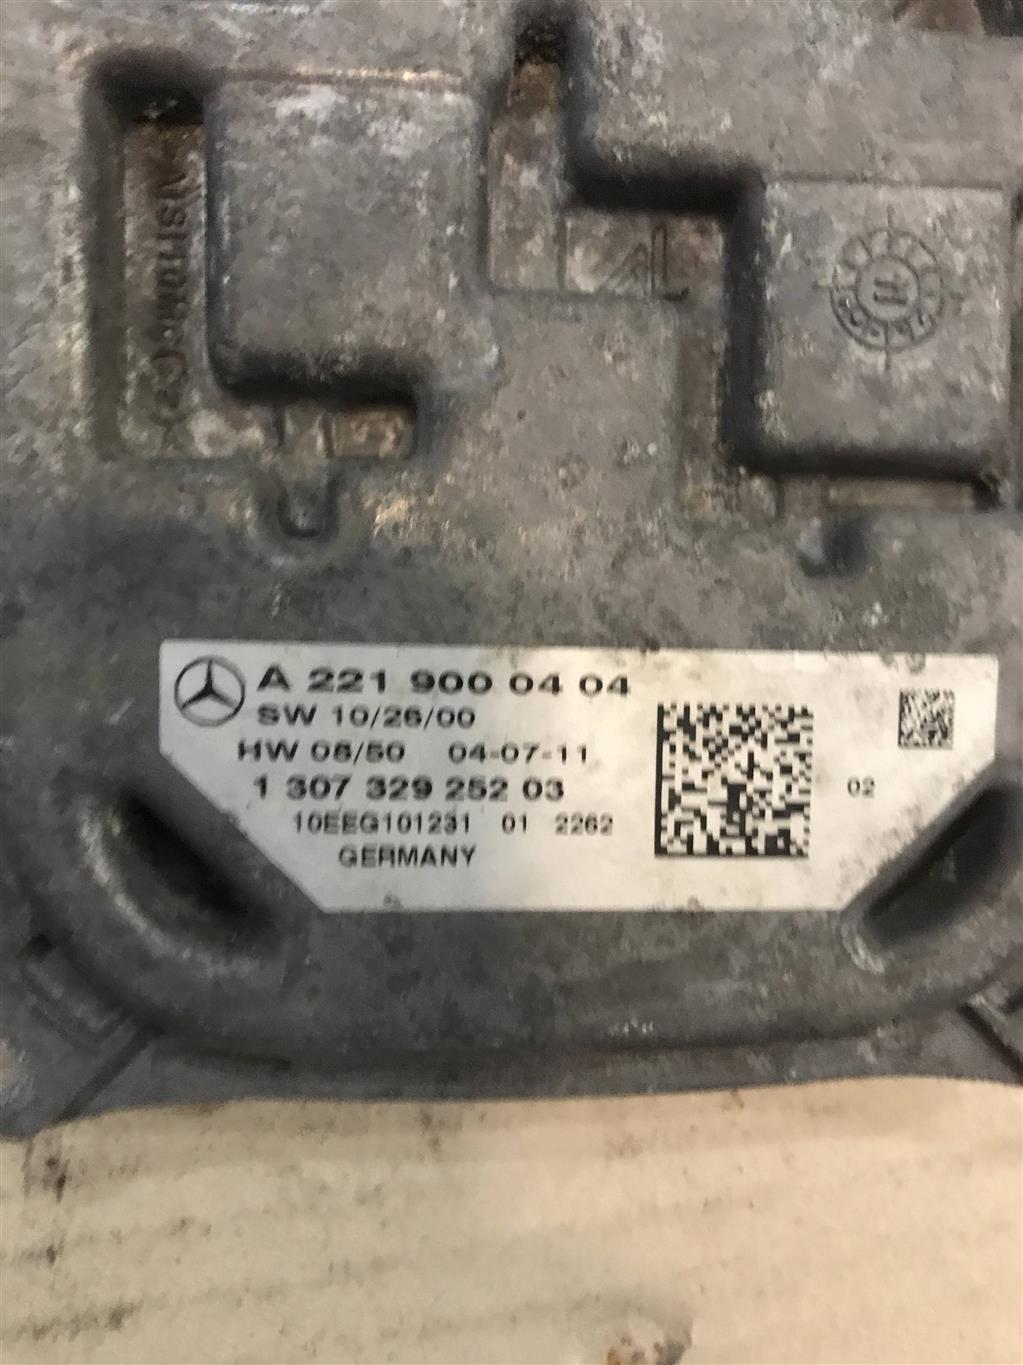 A 221 900 04 04
SW 10/26/00
HW 08/50 04-07-11
1 307 329 252 03
02
10EEG101231 01 2262
GERMANY